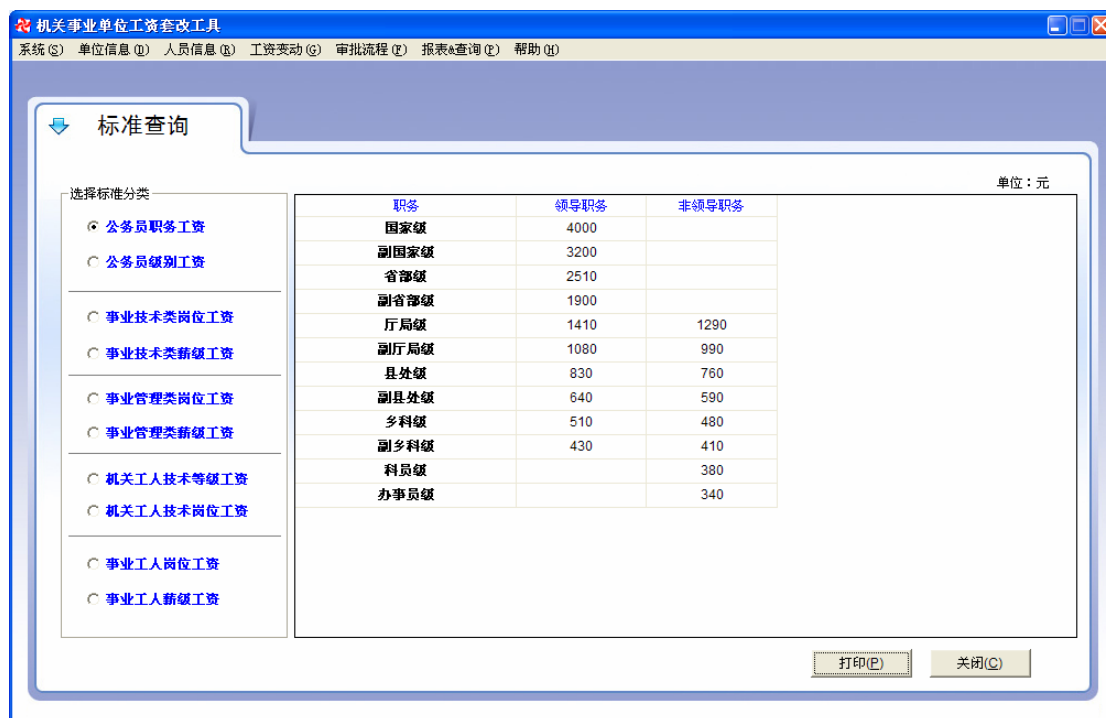 机关事业单位工资套改工具
系统(S) 单位信息(D) 人员信息(R) 工资变动(G) 审批流程(F) 报表&查询(P) 帮助(H)
标准查询
单位：元
选择标准分类
公务员职务工资
公务员级别工资
事业技术类岗位工资
事业技术类薪级工资
事业管理类岗位工资
事业管理类薪级工资
机关工人技术等级工资
机关工人技术岗位工资
事业工人岗位工资
事业工人薪级工资
职务 领导职务 非领导职务
国家级 4000
副国家级 3200
省部级 2510
副省部级 1900
厅局级 1410 1290
副厅局级 1080 990
县处级 830 760
副县处级 640 590
乡科级 510 480
副乡科级 430 410
科员级 380
办事员级 340
打印(P) 关闭(C)